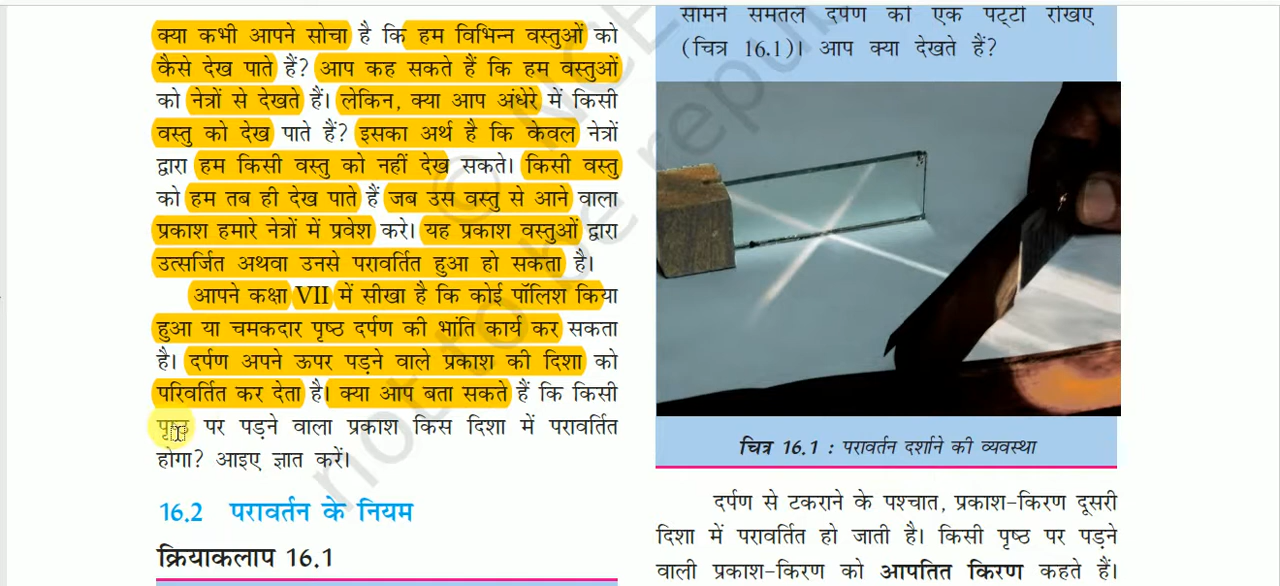 क्या कभी आपने सोचा है कि हम विभिन्न वस्तुओं को
कैसे देख पाते हैं? आप कह सकते हैं कि हम वस्तुओं
को नेत्रों से देखते हैं। लेकिन, क्या आप अंधेरे में किसी
वस्तु को देख पाते हैं? इसका अर्थ है कि केवल नेत्रों
द्वारा हम किसी वस्तु को नहीं देख सकते। किसी वस्तु
को हम तब ही देख पाते हैं जब उस वस्तु से आने वाला
प्रकाश हमारे नेत्रों में प्रवेश करे। यह प्रकाश वस्तुओं द्वारा
उत्सर्जित अथवा उनसे परावर्तित हुआ हो सकता है।
आपने कक्षा VII में सीखा है कि कोई पॉलिश किया
हुआ या चमकदार पृष्ठ दर्पण की भांति कार्य कर सकता
है। दर्पण अपने ऊपर पड़ने वाले प्रकाश की दिशा को
परिवर्तित कर देता है। क्या आप बता सकते हैं कि किसी
पृष्ठ पर पड़ने वाला प्रकाश किस दिशा में परावर्तित
होगा? आइए ज्ञात करें।
16.2 परावर्तन के नियम
क्रियाकलाप 16.1
सामने समतल दर्पण की एक पट्टी रखिए
(चित्र 16.1)। आप क्या देखते हैं?
चित्र 16.1 : परावर्तन दर्शाने की व्यवस्था
दर्पण से टकराने के पश्चात, प्रकाश-किरण दूसरी
दिशा में परावर्तित हो जाती है। किसी पृष्ठ पर पड़ने
वाली प्रकाश-किरण को आपतित किरण कहते हैं।
© NCE
not to be repu